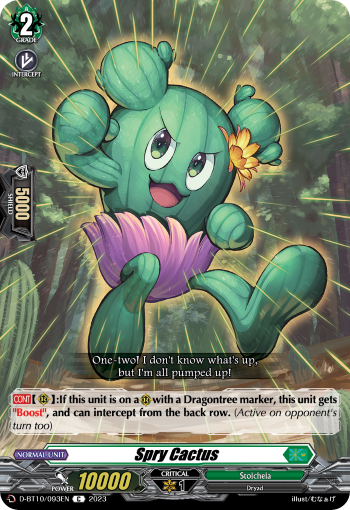 2
GRADE
INTERCEPT
5000
SHIELD
One-two! I don't know what's up,
but I'm all pumped up!
CONT【 】:If this unit is on a with a Dragontree marker, this unit gets
"Boost", and can intercept from the back row. (Active on opponent's
turn too)
NORMAL UNIT Spry Cactus
POWER 10000 CRITICAL 1 Stoicheia
Dryad
D-BT10/093EN C 2023 illust/むなぁげ